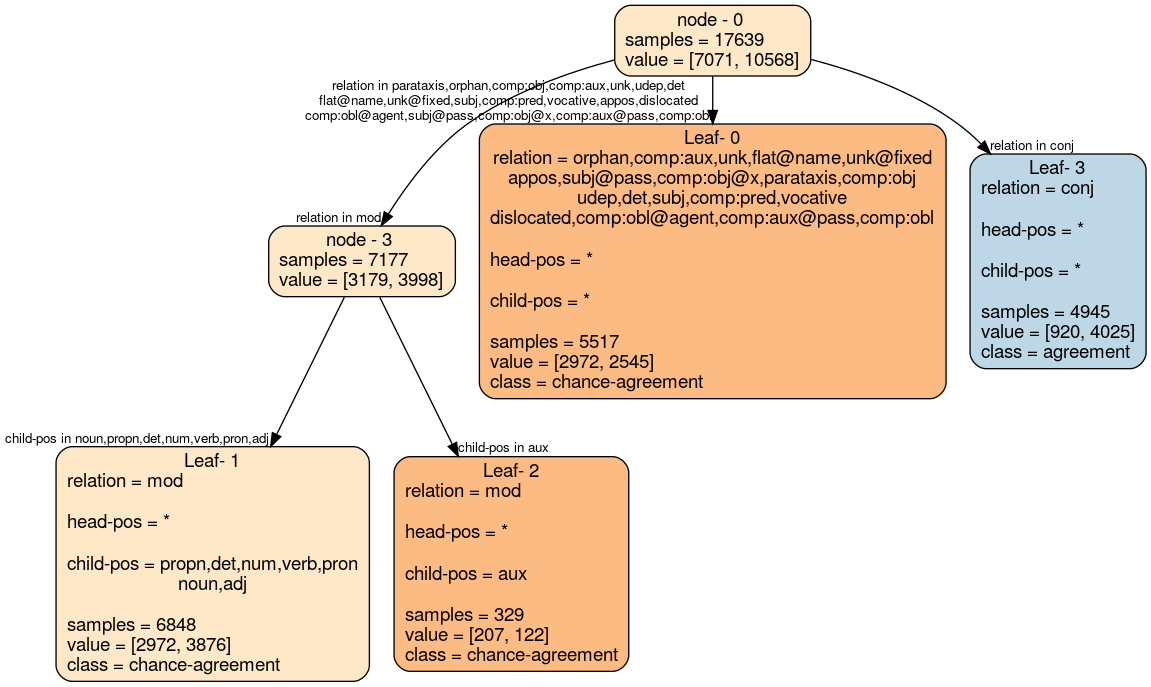 node - 0
samples = 17639
value = [7071, 10568]
relation in parataxis,orphan,comp:obj,comp:aux,unk,udep,det
flat@name,unk@fixed,subj,comp:pred,vocative,appos,dislocated
comp:obl@agent,subj@pass,comp:obj@x,comp:aux@pass,comp:obl
Leaf- 0
relation = orphan,comp:aux,unk,flat@name,unk@fixed
appos,subj@pass,comp:obj@x,parataxis,comp:obj
udep,det,subj,comp:pred,vocative
dislocated,comp:obl@agent,comp:aux@pass,comp:obl
head-pos = *
child-pos = *
samples = 5517
value = [2972, 2545]
class = chance-agreement
relation in conj
Leaf- 3
relation = conj
head-pos = *
child-pos = *
samples = 4945
value = [920, 4025]
class = agreement
relation in mod
node - 3
samples = 7177
value = [3179, 3998]
child-pos in noun,propn,det,num,verb,pron,adj
Leaf- 1
relation = mod
head-pos = *
child-pos = propn,det,num,verb,pron
noun,adj
samples = 6848
value = [2972, 3876]
class = chance-agreement
child-pos in aux
Leaf- 2
relation = mod
head-pos = *
child-pos = aux
samples = 329
value = [207, 122]
class = chance-agreement